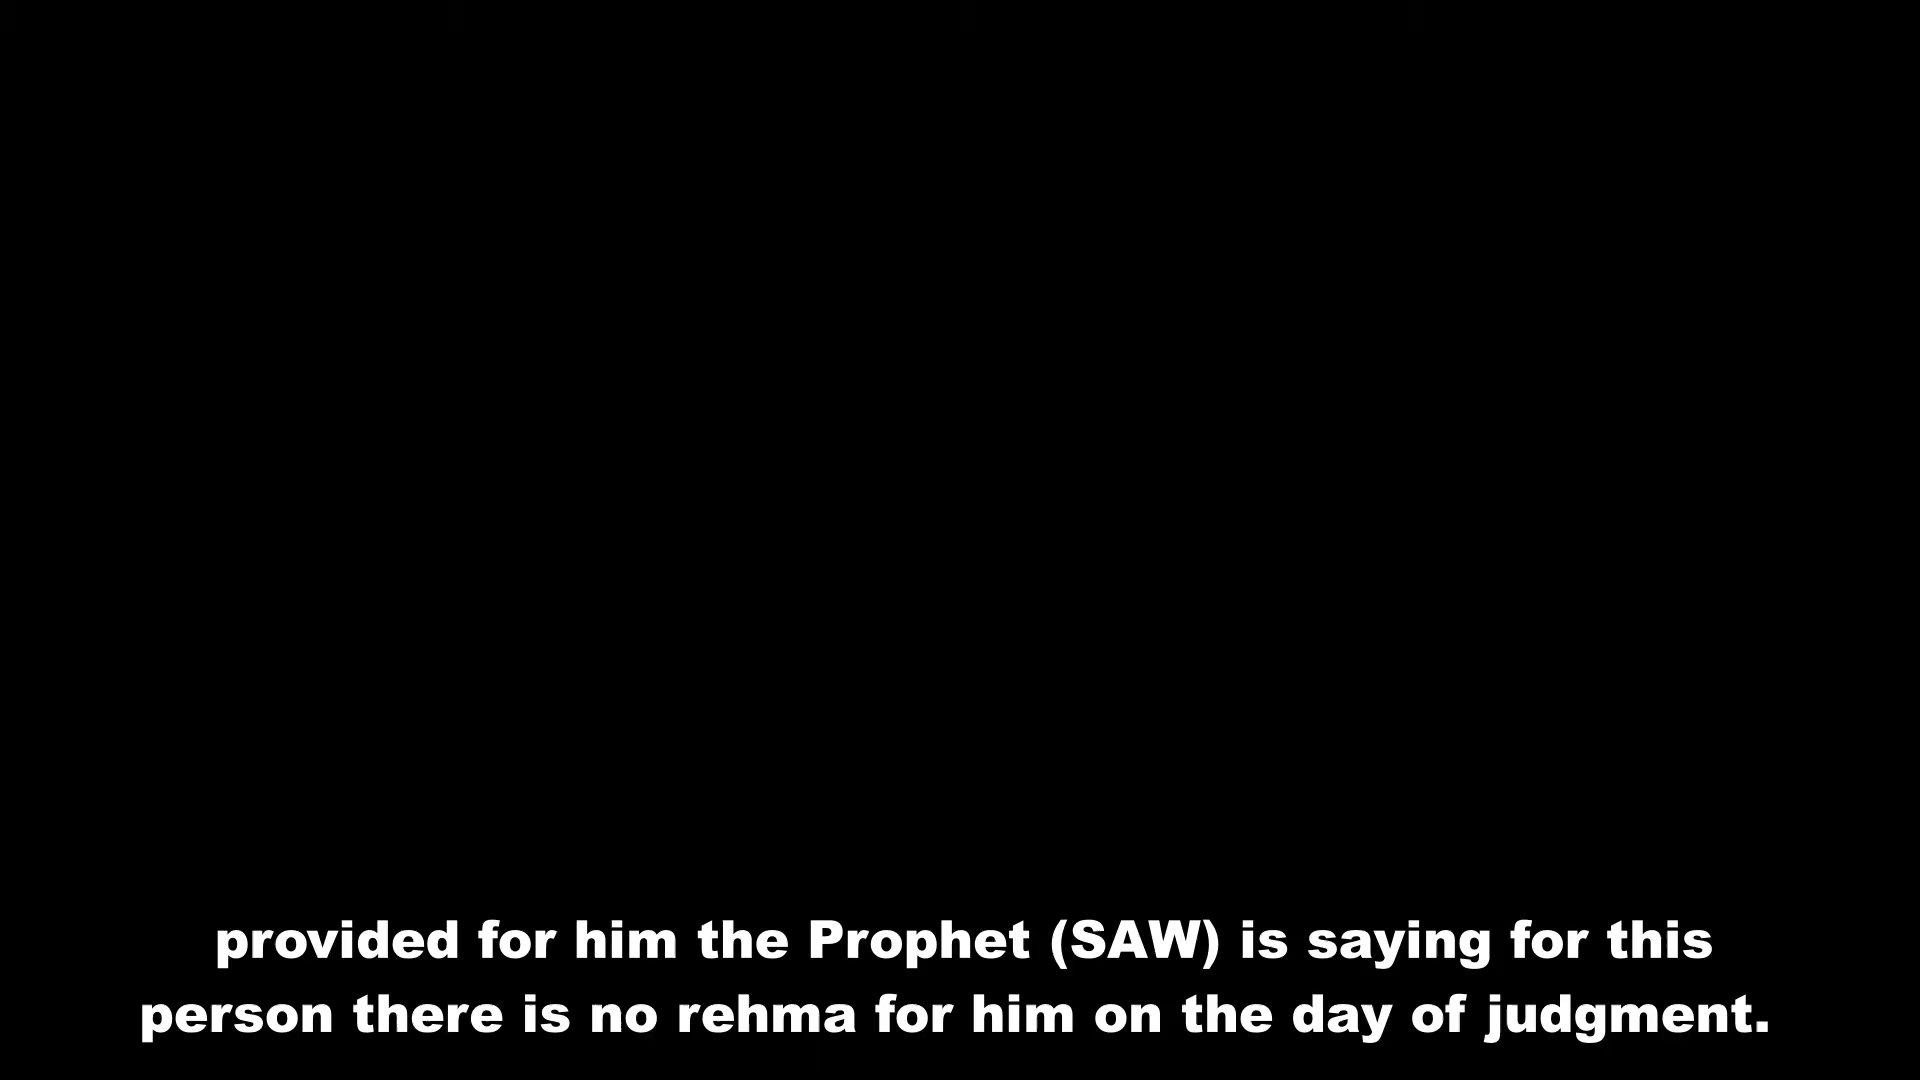 provided for him the Prophet (SAW) is saying for this
person there is no rehma for him on the day of judgment.